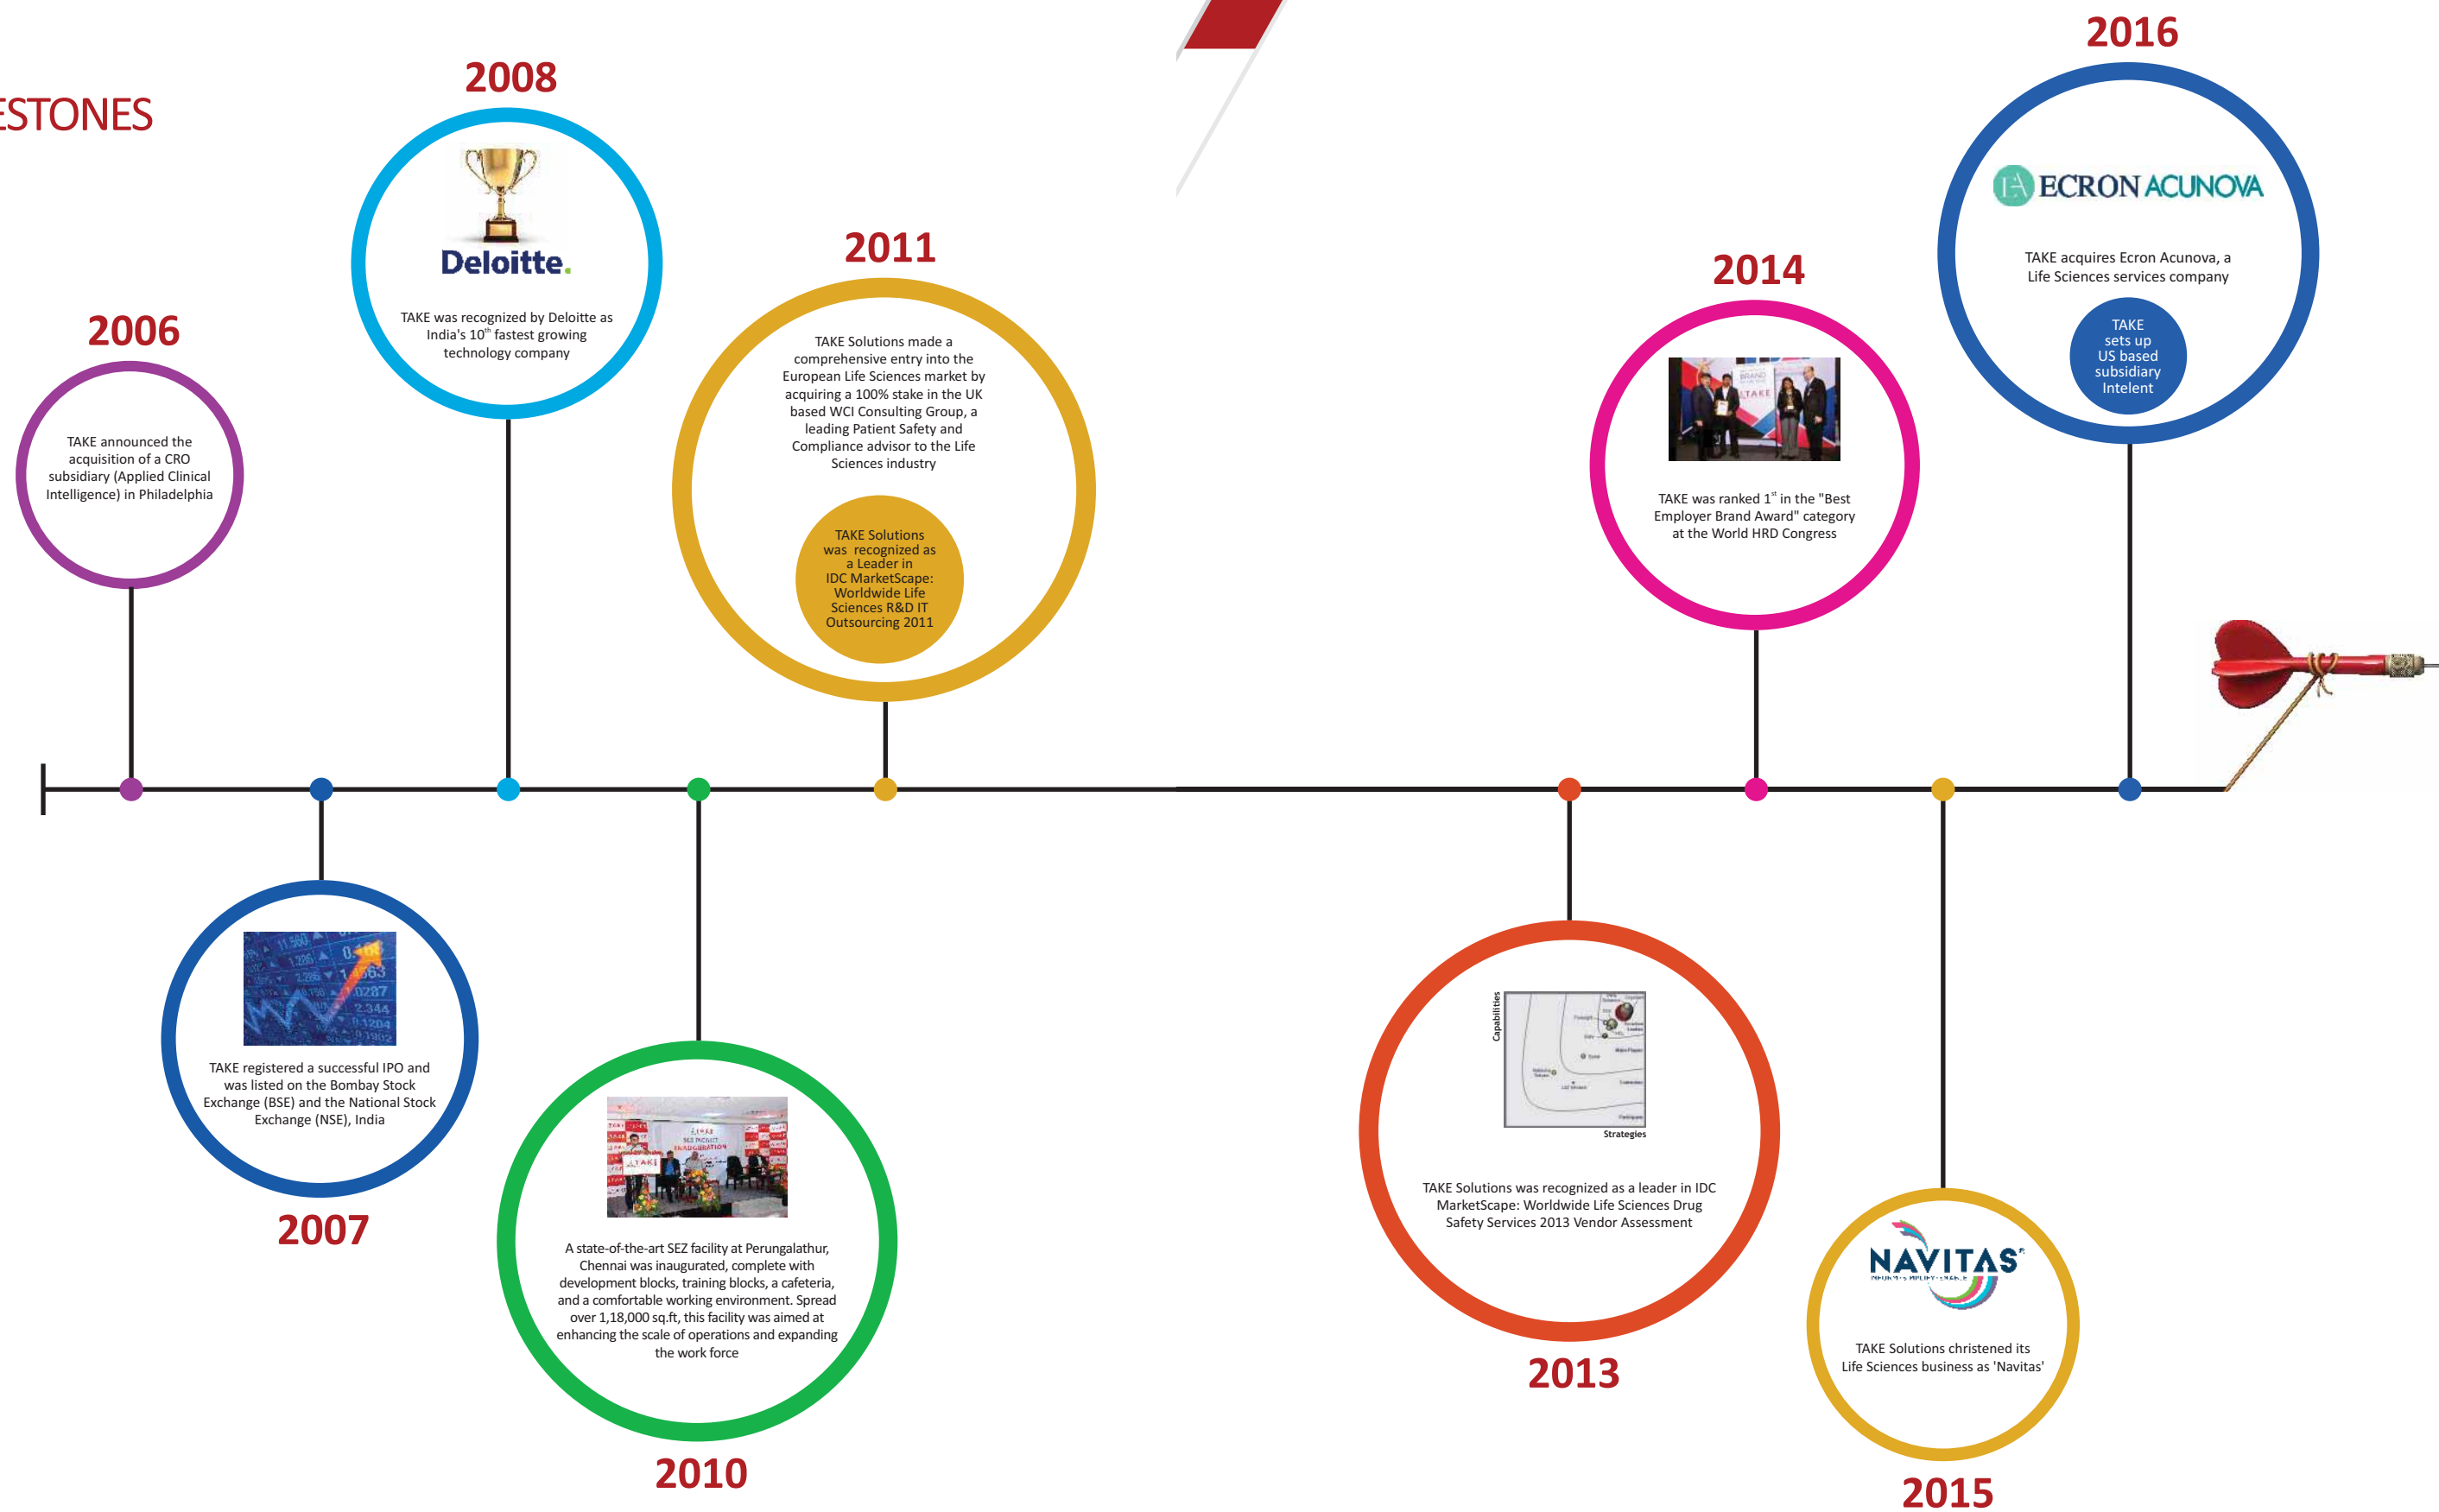 ESTONES
2006
TAKE announced the
acquisition of a CRO
subsidiary (Applied Clinical
Intelligence) in Philadelphia
2007
TAKE registered a successful IPO and
was listed on the Bombay Stock
Exchange (BSE) and the National Stock
Exchange (NSE), India
2008
Deloitte.
TAKE was recognized by Deloitte as
India's 10th fastest growing
technology company
2010
TAKE
INAUGURATION
A state-of-the-art SEZ facility at Perungalathur,
Chennai was inaugurated, complete with
development blocks, training blocks, a cafeteria,
and a comfortable working environment. Spread
over 1,18,000 sq.ft, this facility was aimed at
enhancing the scale of operations and expanding
the work force
2011
TAKE Solutions made a
comprehensive entry into the
European Life Sciences market by
acquiring a 100% stake in the UK
based WCI Consulting Group, a
leading Patient Safety and
Compliance advisor to the Life
Sciences industry
TAKE Solutions
was recognized as
a Leader in
IDC MarketScape:
Worldwide Life
Sciences R&D IT
Outsourcing 2011
2013
Capabilities
Strategies
TAKE Solutions was recognized as a leader in IDC
MarketScape: Worldwide Life Sciences Drug
Safety Services 2013 Vendor Assessment
2014
BRAND
TAKE
TAKE was ranked 1st in the "Best
Employer Brand Award" category
at the World HRD Congress
2015
NAVITAS
TAKE Solutions christened its
Life Sciences business as 'Navitas'
2016
EA ECRON ACUNOVA
TAKE acquires Ecron Acunova, a
Life Sciences services company
TAKE
sets up
US based
subsidiary
Intelent